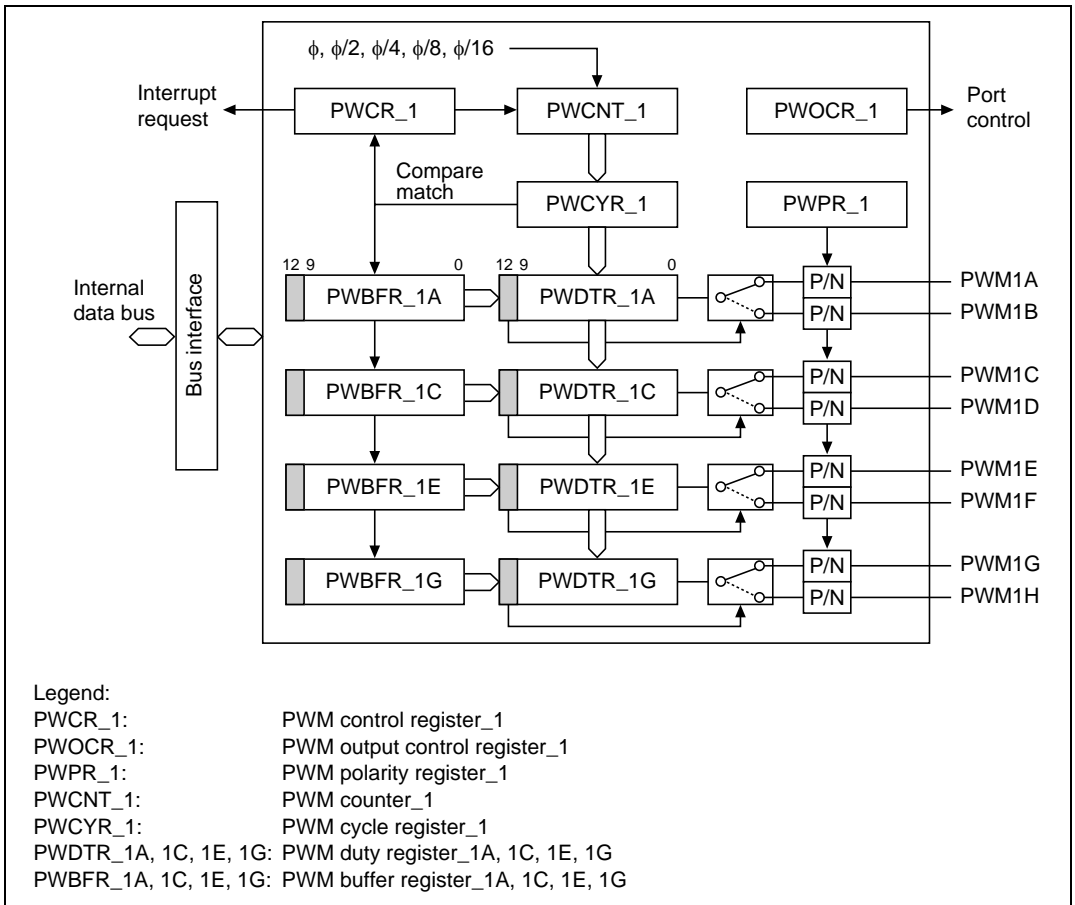 ϕ, ϕ/2, ϕ/4, ϕ/8, ϕ/16
Interrupt
request
PWCR_1
PWCNT_1
PWOCR_1
Port
control
Compare
match
PWCYR_1
PWPR_1
Internal
data bus
Bus interface
12 9 0
12 9 0
PWBFR_1A
PWDTR_1A
P/N
PWM1A
P/N
PWM1B
PWBFR_1C
PWDTR_1C
P/N
PWM1C
P/N
PWM1D
PWBFR_1E
PWDTR_1E
P/N
PWM1E
P/N
PWM1F
PWBFR_1G
PWDTR_1G
P/N
PWM1G
P/N
PWM1H
Legend:
PWCR_1: PWM control register_1
PWOCR_1: PWM output control register_1
PWPR_1: PWM polarity register_1
PWCNT_1: PWM counter_1
PWCYR_1: PWM cycle register_1
PWDTR_1A, 1C, 1E, 1G: PWM duty register_1A, 1C, 1E, 1G
PWBFR_1A, 1C, 1E, 1G: PWM buffer register_1A, 1C, 1E, 1G